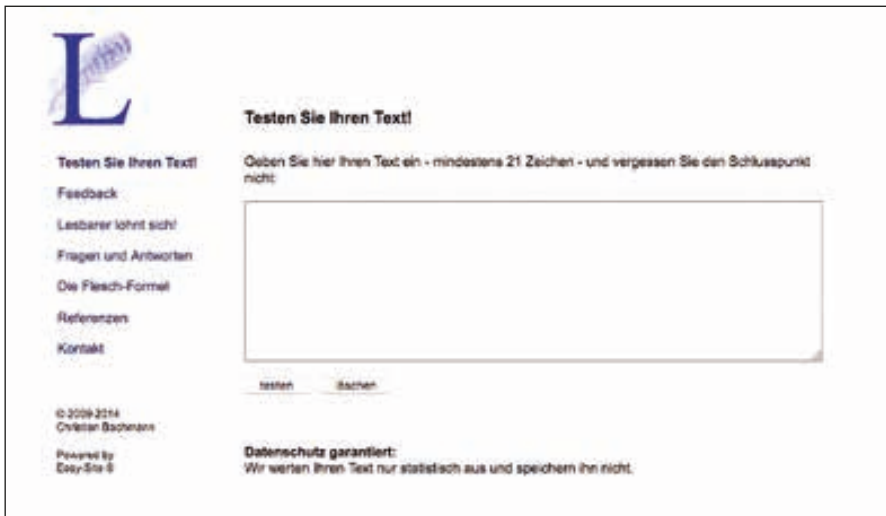 L
Testen Sie Ihren Text!
Testen Sie Ihren Text!
Feedback
Lesbarer lohnt sich!
Fragen und Antworten
Die Flesch-Formel
Referenzen
Kontakt
© 2009-2014
Christian Bachmann
Powered by
Easy-Site ®
Geben Sie hier Ihren Text ein - mindestens 21 Zeichen - und vergessen Sie den Schlusspunkt
nicht:
testen löschen
Datenschutz garantiert:
Wir werten Ihren Text nur statistisch aus und speichern ihn nicht.